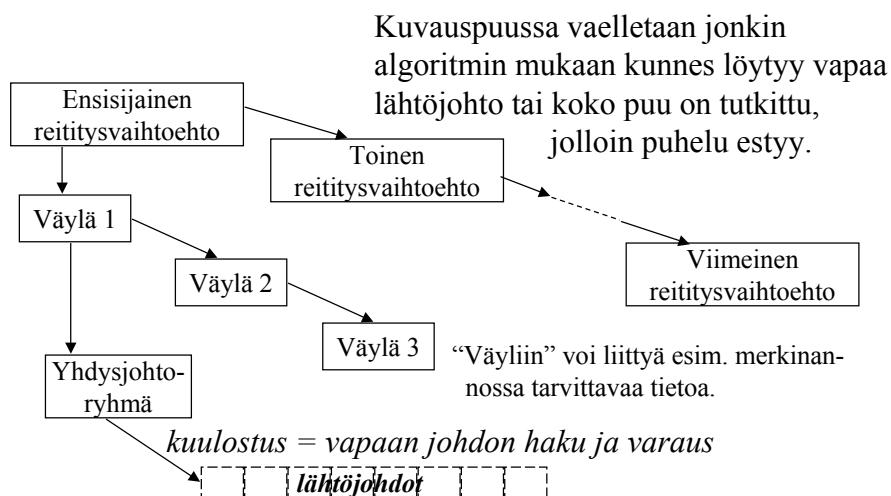 Kuvauspuussa vaelletaan jonkin
algoritmin mukaan kunnes löytyy vapaa
lähtöjohto tai koko puu on tutkittu,
jolloin puhelu estyy.
Ensisijainen
reititysvaihtoehto
Toinen
reititysvaihtoehto
Väylä 1
Väylä 2
Viimeinen
reititysvaihtoehto
Väylä 3
“Väyliin” voi liittyä esim. merkinan-
nossa tarvittavaa tietoa.
Yhdysjohto-
ryhmä
kuulostus = vapaan johdon haku ja varaus
lähtöjohdot